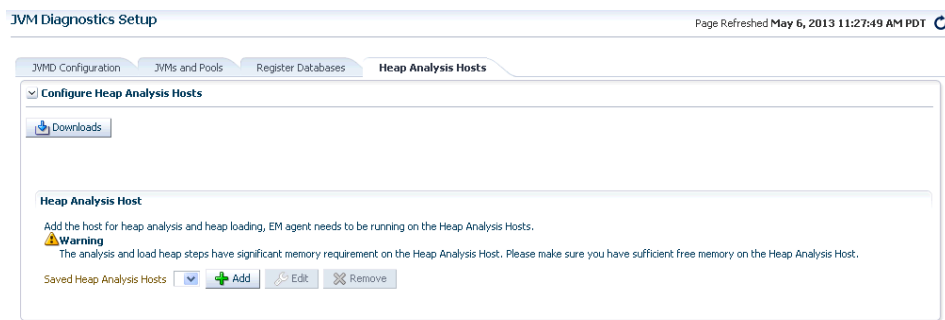 JVM Diagnostics Setup
Page Refreshed May 6, 2013 11:27:49 AM PDT
JVMD Configuration
JVMs and Pools
Register Databases
Heap Analysis Hosts
Configure Heap Analysis Hosts
Downloads
Heap Analysis Host
Add the host for heap analysis and heap loading, EM agent needs to be running on the Heap Analysis Hosts.
Warning
The analysis and load heap steps have significant memory requirement on the Heap Analysis Host. Please make sure you have sufficient free memory on the Heap Analysis Host.
Saved Heap Analysis Hosts Add Edit Remove